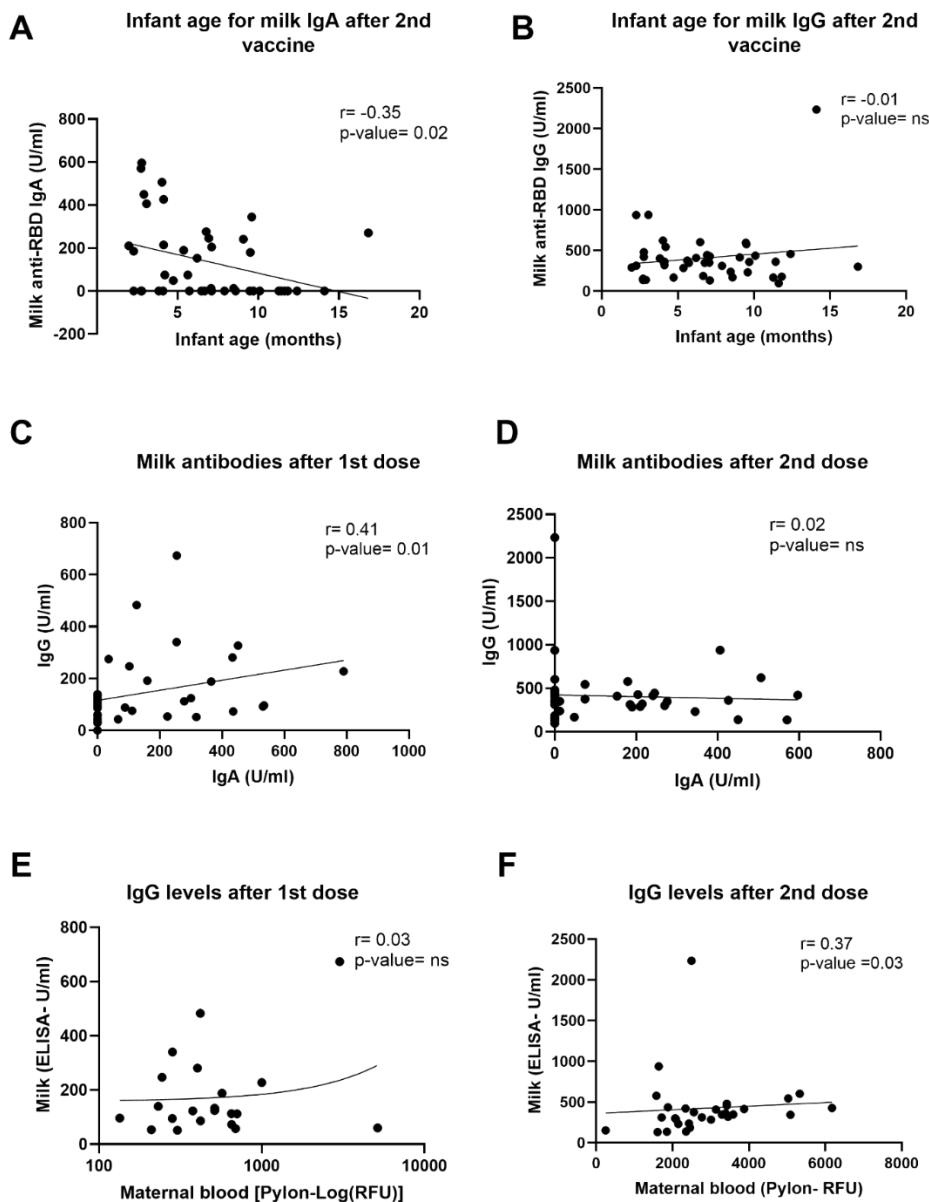 A
Infant age for milk IgA after 2nd
vaccine
r= -0.35
p-value= 0.02
Milk anti-RBD IgA (U/ml)
800
600
400
200
0
-200
5
10
15
20
Infant age (months)
B
Infant age for milk IgG after 2nd
vaccine
r= -0.01
p-value= ns
Milk anti-RBD IgG (U/ml)
2500
2000
1500
1000
500
0
0
5
10
15
20
Infant age (months)
C
Milk antibodies after 1st dose
r= 0.41
p-value= 0.01
IgG (U/ml)
800
600
400
200
0
0
200
400
600
800
1000
IgA (U/ml)
D
Milk antibodies after 2nd dose
r= 0.02
p-value= ns
IgG (U/ml)
2500
2000
1500
1000
500
0
0
200
400
600
800
IgA (U/ml)
E
IgG levels after 1st dose
r= 0.03
p-value= ns
Milk (ELISA- U/ml)
800
600
400
200
0
100
1000
10000
Maternal blood [Pylon-Log(RFU)]
F
IgG levels after 2nd dose
r= 0.37
p-value =0.03
Milk (ELISA- U/ml)
2500
2000
1500
1000
500
0
0
2000
4000
6000
8000
Maternal blood (Pylon- RFU)